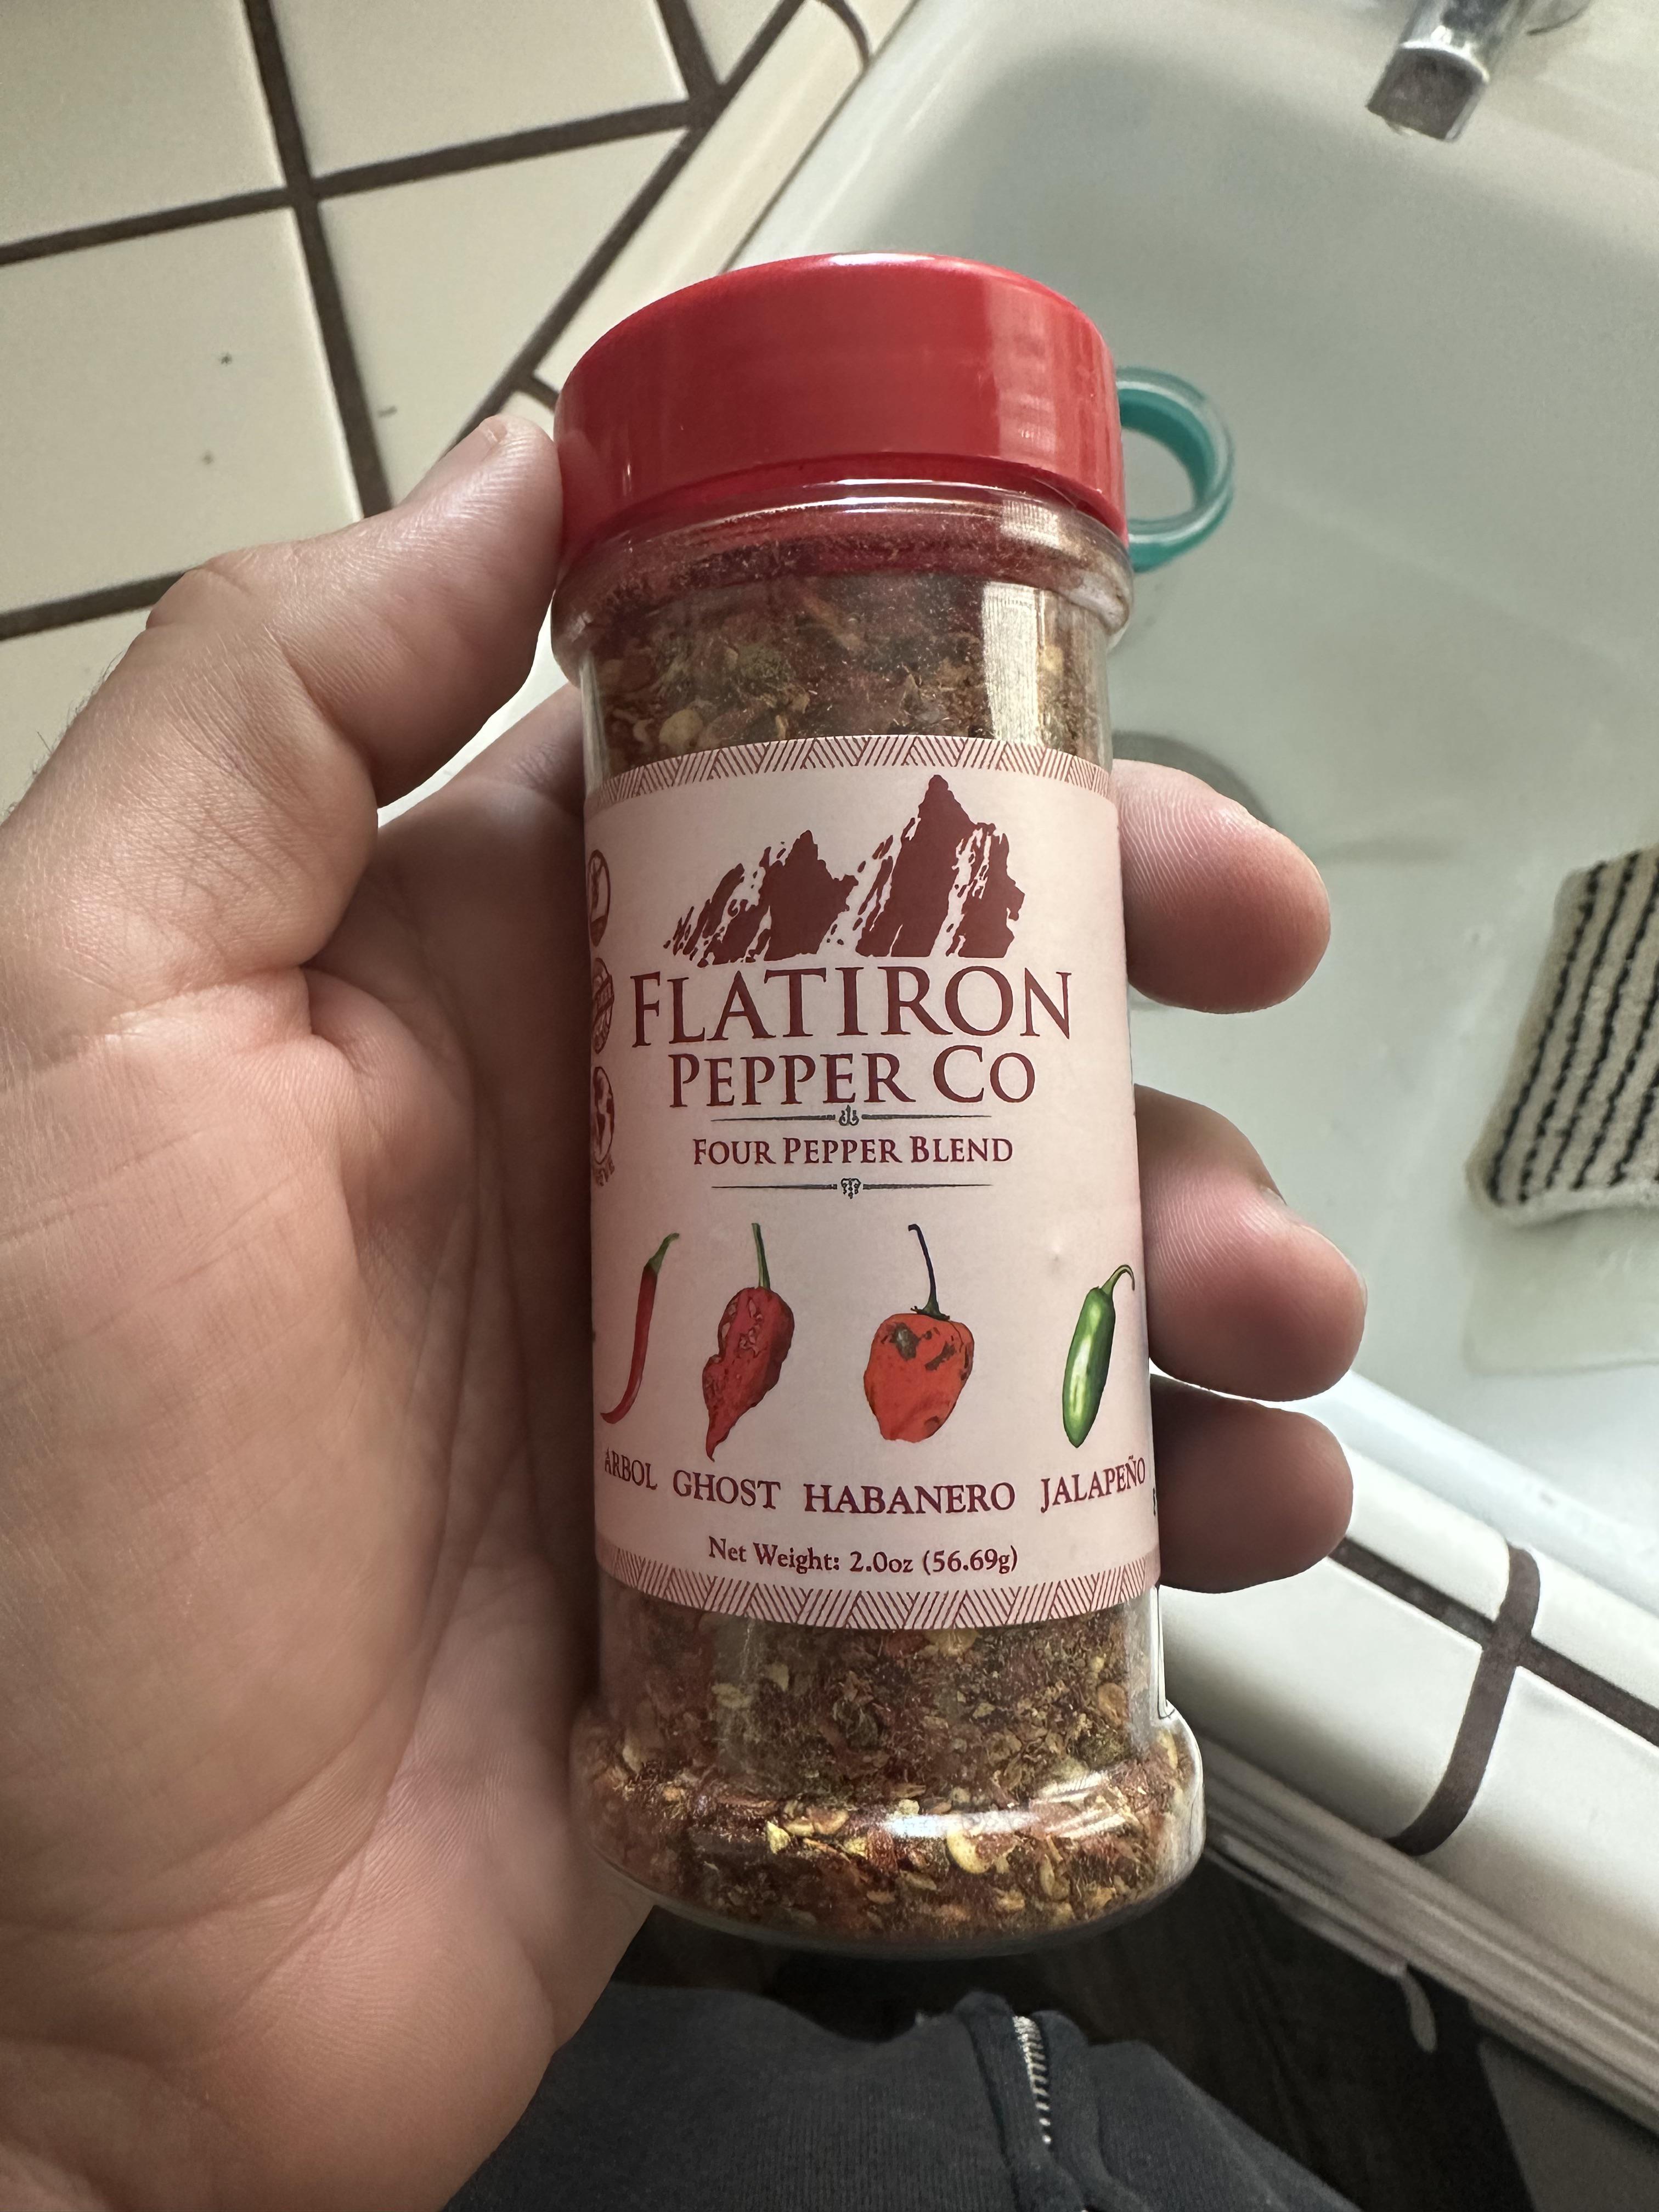 FLATIRON
PEPPER CO
FOUR PEPPER BLEND
ARBOL GHOST HABANERO JALAPEÑO
Net Weight: 2.0oz (56.69g)